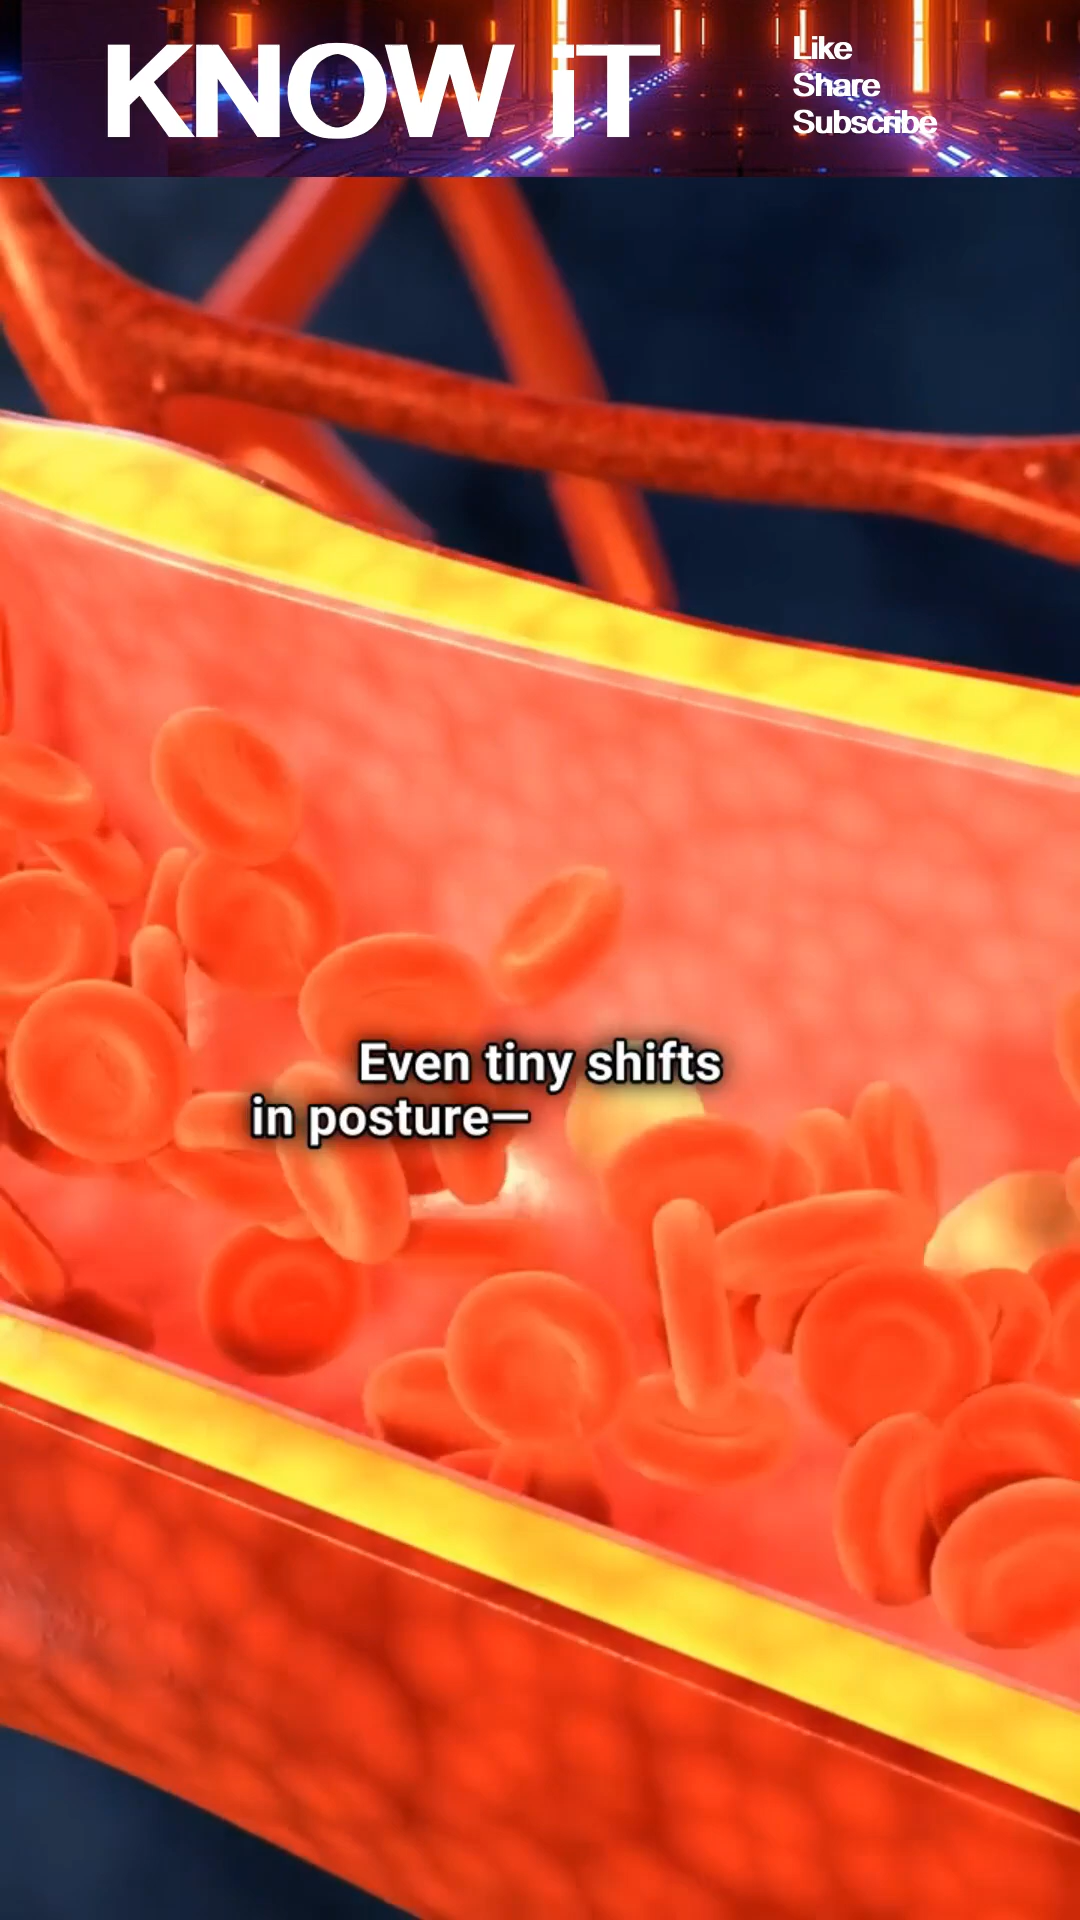 KNOW iT
Like
Share
Subscribe
Even tiny shifts
in posture—